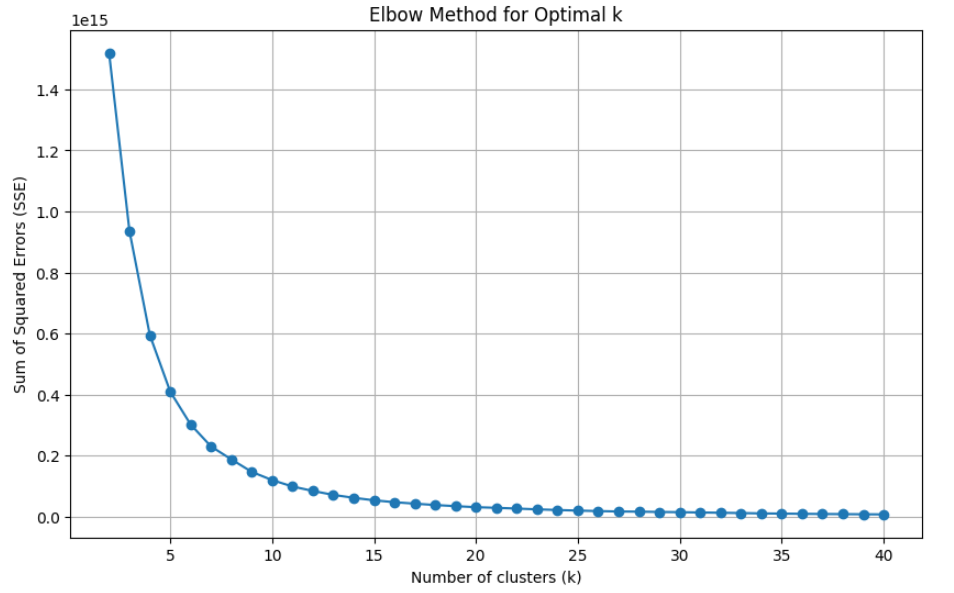 Elbow Method for Optimal k
1e15
1.4
1.2
1.0
0.8
0.6
0.4
0.2
0.0
Sum of Squared Errors (SSE)
5 10 15 20 25 30 35 40
Number of clusters (k)